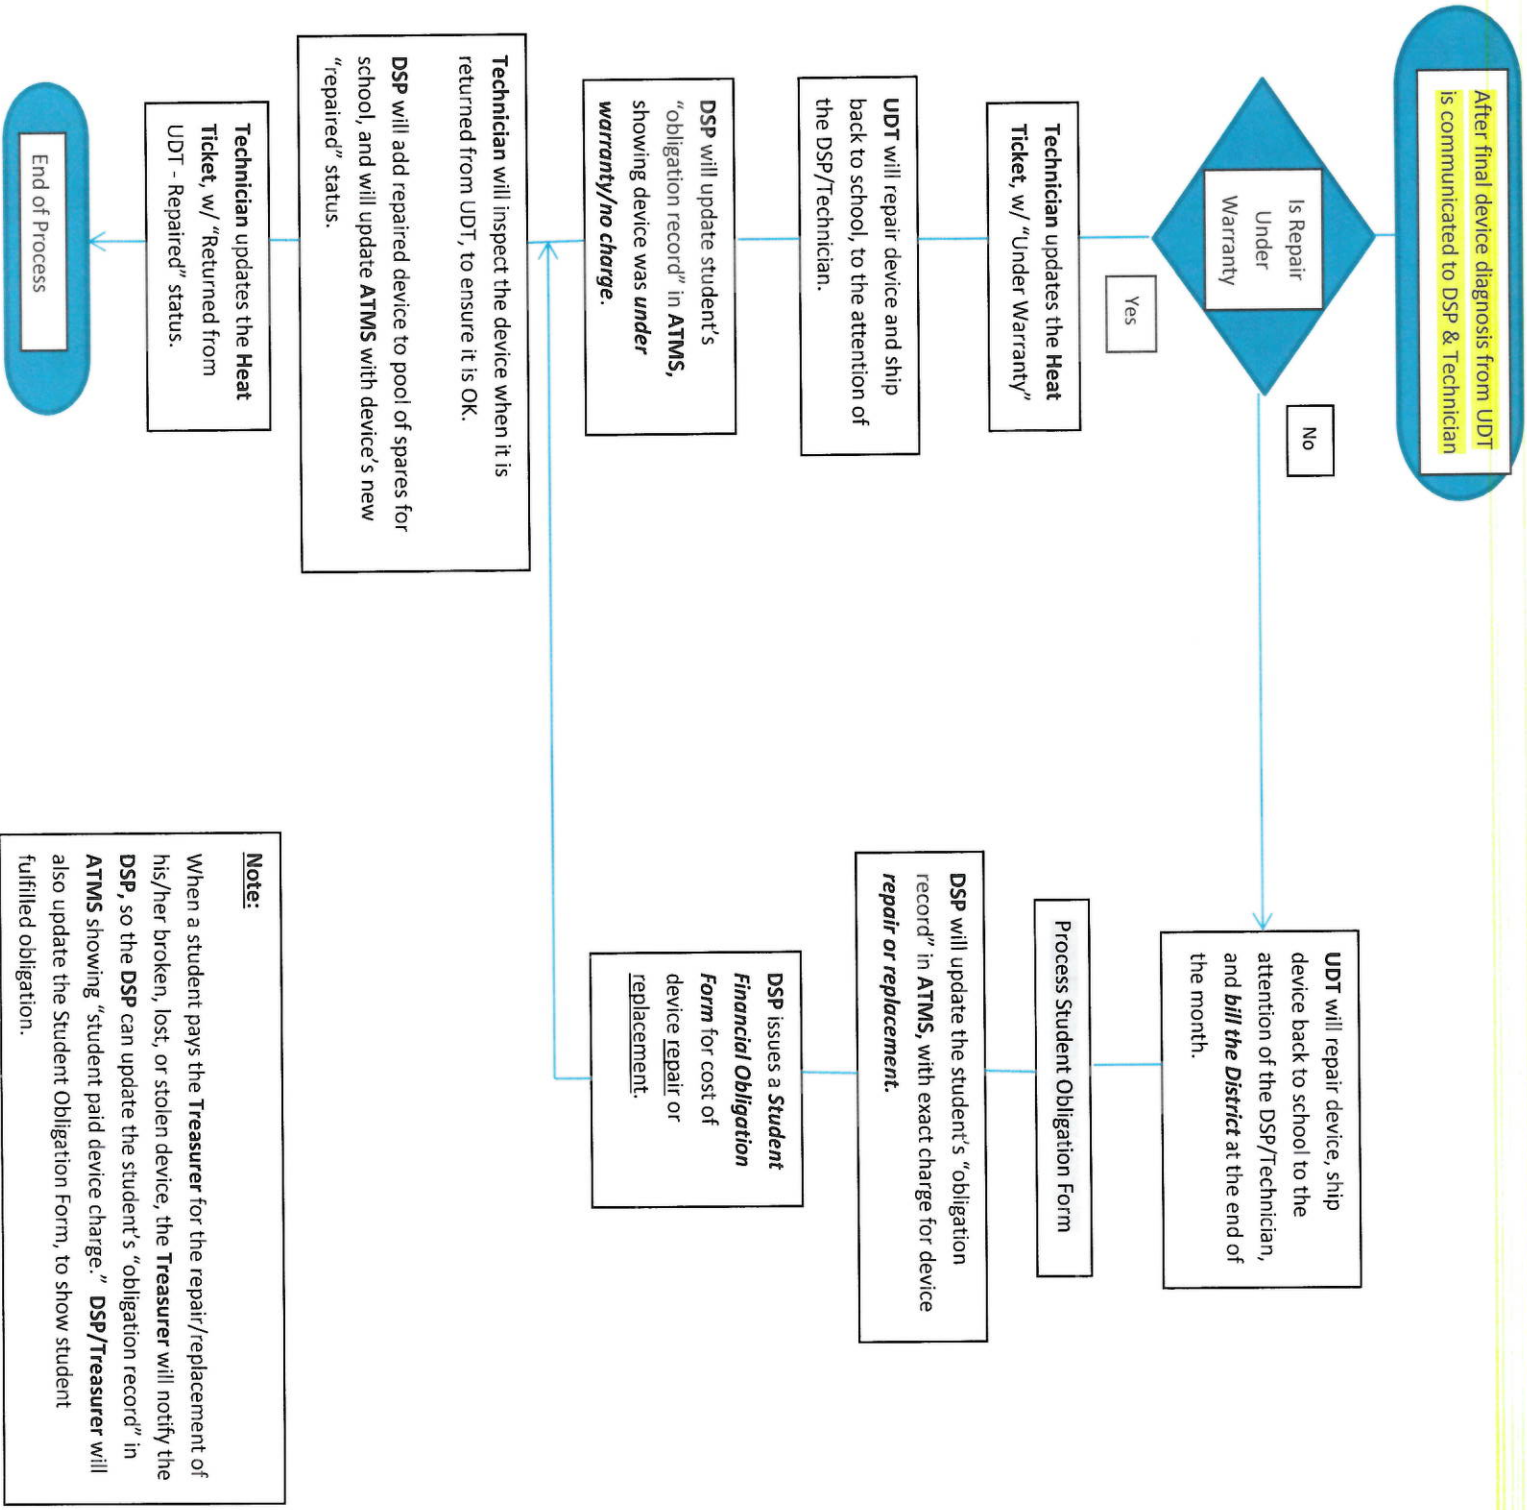 After final device diagnosis from UDT
is communicated to DSP & Technician
Is Repair
Under
Warranty
Yes
No
Technician updates the Heat
Ticket, w/ “Under Warranty”
UDT will repair device and ship
back to school, to the attention of
the DSP/Technician.
DSP will update student’s
“obligation record” in ATMS,
showing device was under
warranty/no charge.
UDT will repair device, ship
device back to school to the
attention of the DSP/Technician,
and bill the District at the end of
the month.
Process Student Obligation Form
DSP will update the student’s “obligation
record” in ATMS, with exact charge for device
repair or replacement.
DSP issues a Student
Financial Obligation
Form for cost of
device repair or
replacement.
Technician will inspect the device when it is
returned from UDT, to ensure it is OK.
DSP will add repaired device to pool of spares for
school, and will update ATMS with device’s new
“repaired” status.
Technician updates the Heat
Ticket, w/ “Returned from
UDT - Repaired” status.
End of Process
Note:
When a student pays the Treasurer for the repair/replacement of
his/her broken, lost, or stolen device, the Treasurer will notify the
DSP, so the DSP can update the student’s “obligation record” in
ATMS showing “student paid device charge.” DSP/Treasurer will
also update the Student Obligation Form, to show student
fulfilled obligation.